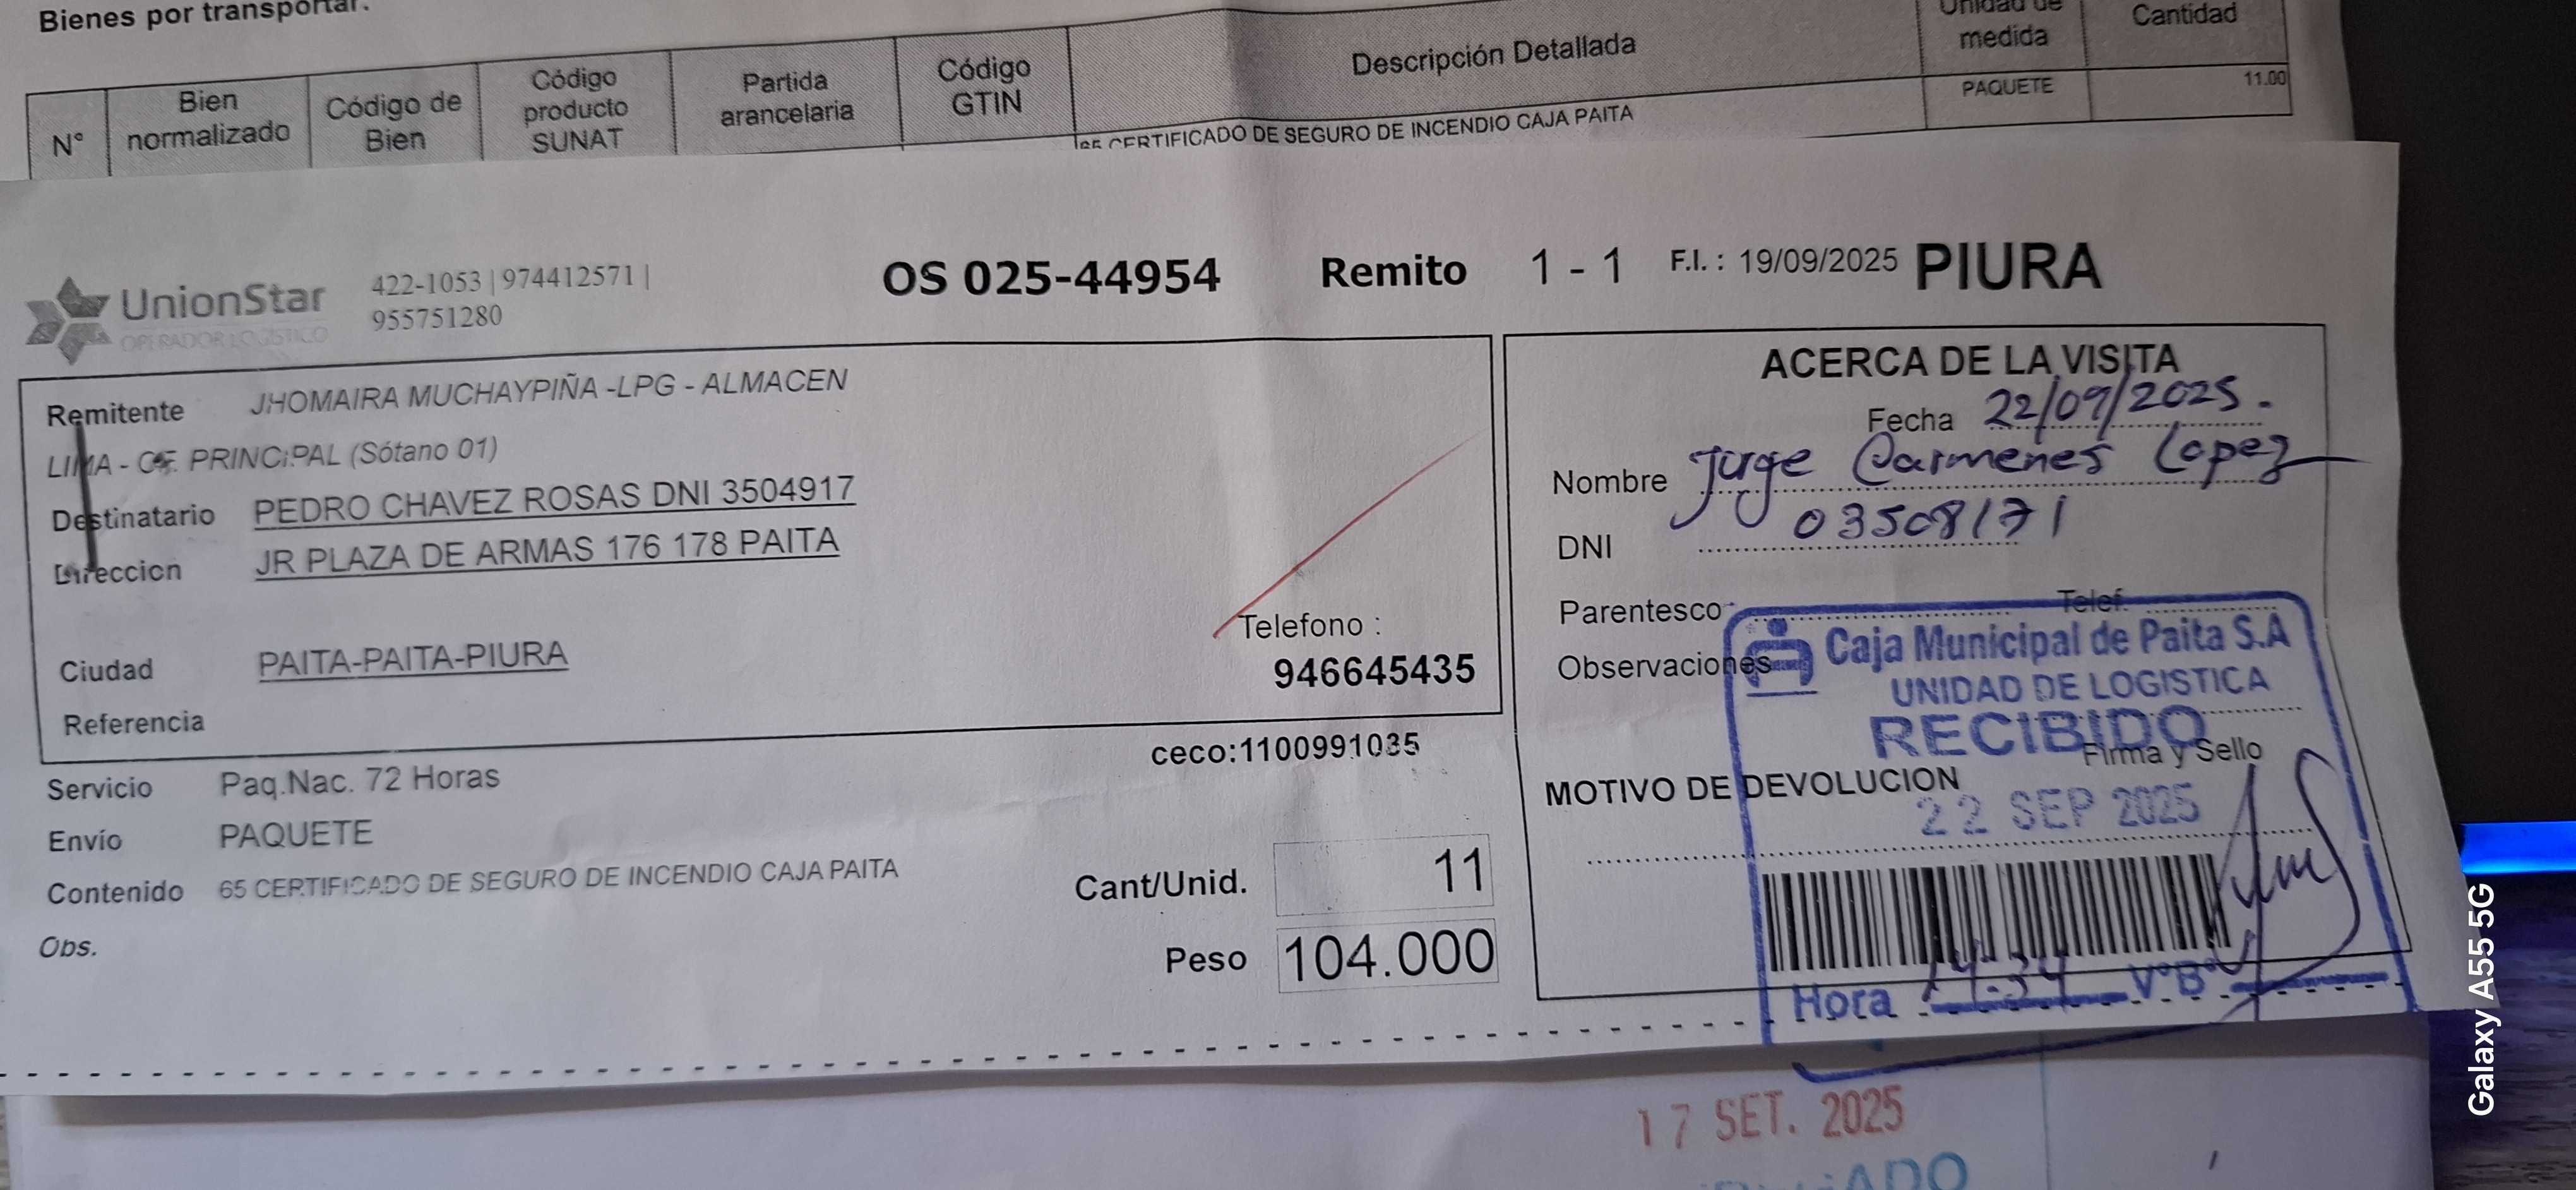 Bienes por transportar.
N° Bien normalizado Código de Bien Código producto SUNAT Partida arancelaria Código GTIN Descripción Detallada Unidad de medida Cantidad
65 CERTIFICADO DE SEGURO DE INCENDIO CAJA PAITA PAQUETE 11.00
UnionStar
OPERADOR LOGÍSTICO
422-1053 | 974412571 |
955751280
OS 025-44954 Remito 1 - 1 F.I. : 19/09/2025 PIURA
Remitente JHOMAIRA MUCHAYPIÑA -LPG - ALMACEN
LIMA - OF. PRINCIPAL (Sótano 01)
Destinatario PEDRO CHAVEZ ROSAS DNI 3504917
Direccion JR PLAZA DE ARMAS 176 178 PAITA
Telefono :
946645435
Ciudad PAITA-PAITA-PIURA
Referencia
ceco:1100991035
Servicio Paq.Nac. 72 Horas
Envío PAQUETE
Contenido 65 CERTIFICADO DE SEGURO DE INCENDIO CAJA PAITA
Obs.
Cant/Unid. 11
Peso 104.000
ACERCA DE LA VISITA
Fecha 22/09/2025.
Nombre Jorge Carmenes Lopez
DNI 03508171
Parentesco Telef.
Observaciones
Caja Municipal de Paita S.A
UNIDAD DE LOGISTICA
RECIBIDO
Firma y Sello
MOTIVO DE DEVOLUCION
22 SEP 2025
Hora 14:34 V°B°
17 SET. 2025
Galaxy A55 5G